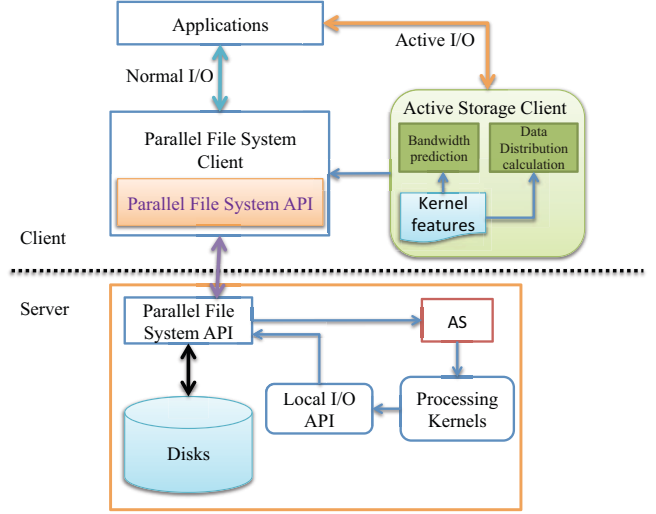 Applications
Active I/O
Normal I/O
Active Storage Client
Parallel File System
Client
Bandwidth
prediction
Data
Distribution
calculation
Parallel File System API
Kernel
features
Client
Server
Parallel File
System API
AS
Local I/O
API
Processing
Kernels
Disks